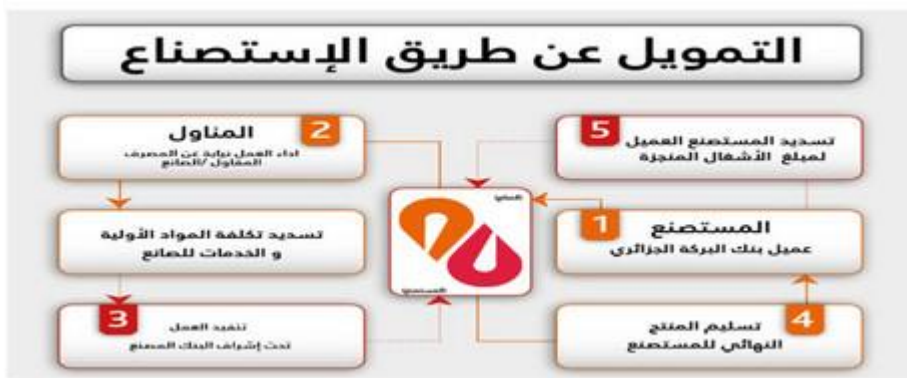 التمويل عن طريق الإستصناع
5
تسديد المستصنع العميل
لمبلغ الأشغال المنجزة
1
المستصنع
عميل بنك البركة الجزائري
4
تسليم المنتج
النهائي للمستصنع
2
المناول
اداء العمل نيابة عن المصرف
المقاول /الصانع
تسديد تكلفة المواد الأولية
و الخدمات للصانع
3
تنفيذ العمل
تحت إشراف البنك المصنع